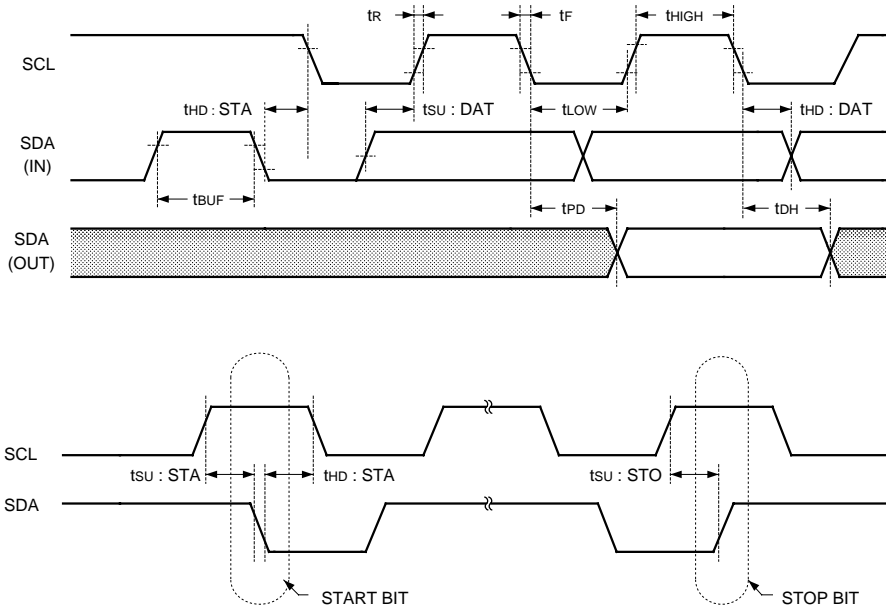 tR
tF
tHIGH
SCL
tHD : STA
tSU : DAT
tLOW
tHD : DAT
SDA
(IN)
tBUF
tPD
tDH
SDA
(OUT)
SCL
tSU : STA
tHD : STA
tSU : STO
SDA
START BIT
STOP BIT